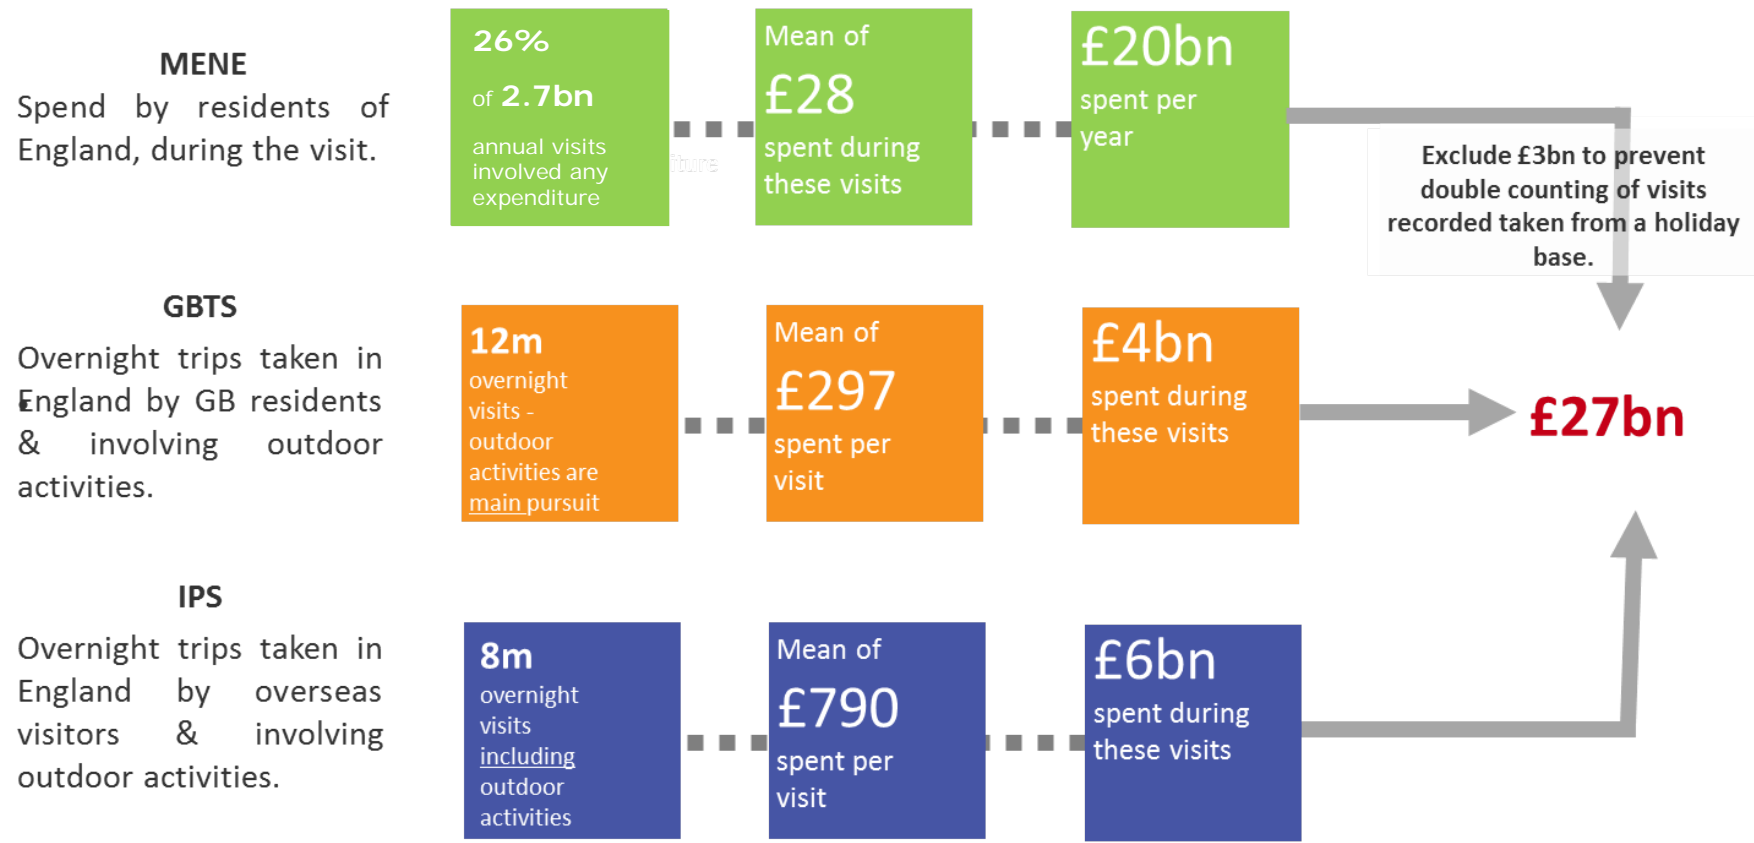 MENE
Spend by residents of
England, during the visit.
26%
of 2.7bn
annual visits
involved any
expenditure
iture
Mean of
£28
spent during
these visits
£20bn
spent per
year
Exclude £3bn to prevent
double counting of visits
recorded taken from a holiday
base.
GBTS
Overnight trips taken in
England by GB residents
& involving outdoor
activities.
12m
overnight
visits -
outdoor
activities are
main pursuit
Mean of
£297
spent per
visit
£4bn
spent during
these visits
£27bn
IPS
Overnight trips taken in
England by overseas
visitors & involving
outdoor activities.
8m
overnight
visits
including
outdoor
activities
Mean of
£790
spent per
visit
£6bn
spent during
these visits